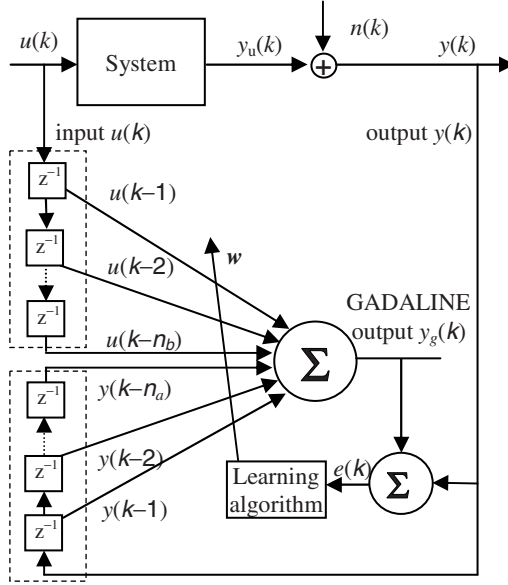 u(k)
System
y_u(k)
n(k)
+
y(k)
input u(k)
output y(k)
z⁻¹
u(k–1)
z⁻¹
u(k–2)
w
z⁻¹
u(k–n_b)
GADALINE
output y_g(k)
Σ
z⁻¹
y(k–n_a)
z⁻¹
y(k–2)
Learning
algorithm
e(k)
Σ
z⁻¹
y(k–1)